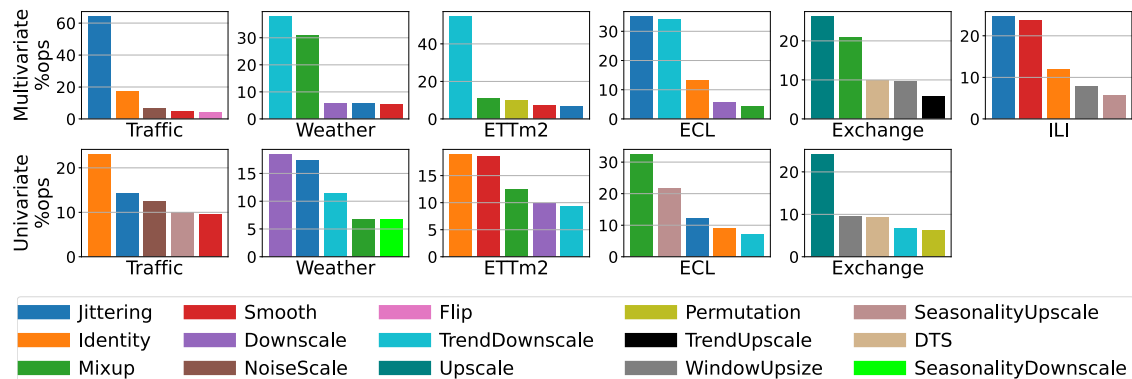 Multivariate
%ops
60
40
20
0
Traffic
30
20
10
0
Weather
40
20
0
ETTm2
30
20
10
0
ECL
20
10
0
Exchange
20
10
0
ILI
Univariate
%ops
20
10
0
Traffic
15
10
5
0
Weather
15
10
5
0
ETTm2
30
20
10
0
ECL
20
10
0
Exchange
Jittering
Smooth
Flip
Permutation
SeasonalityUpscale
Identity
Downscale
TrendDownscale
TrendUpscale
DTS
Mixup
NoiseScale
Upscale
WindowUpsize
SeasonalityDownscale